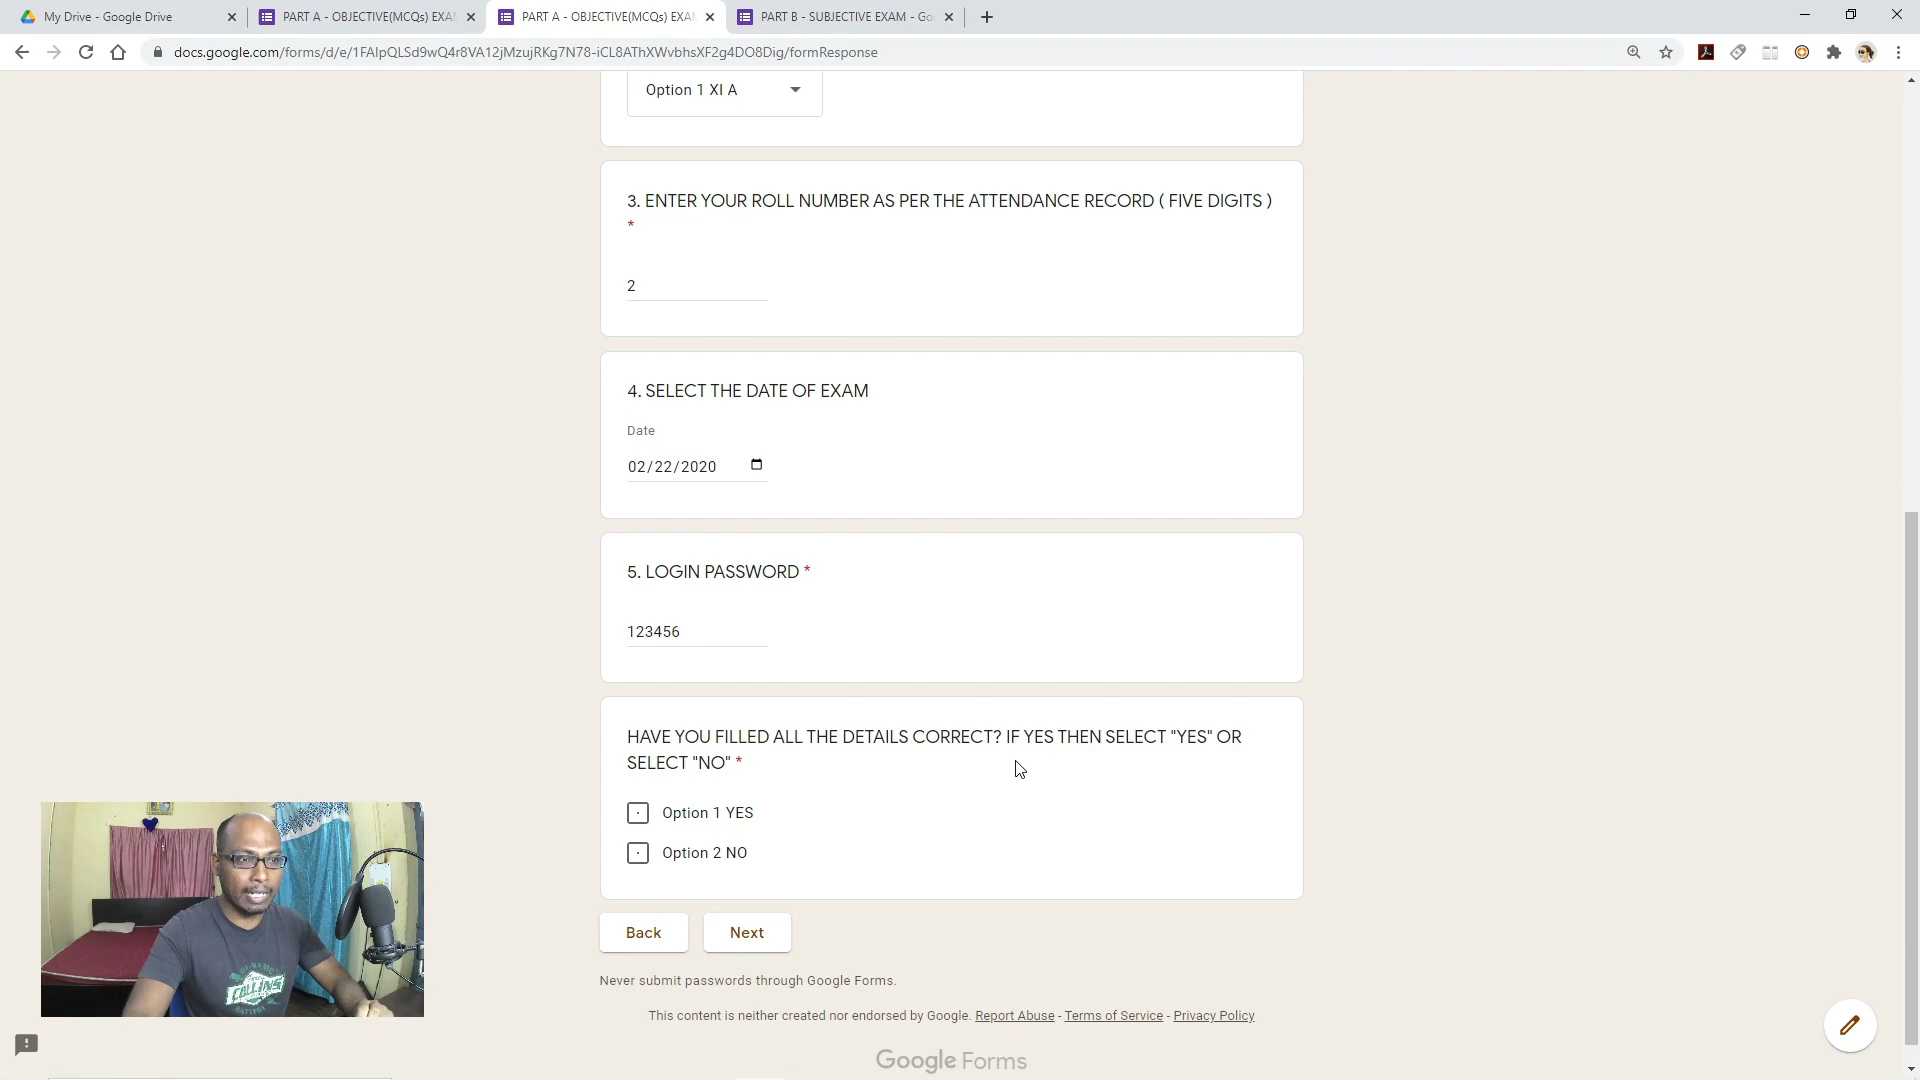 My Drive - Google Drive
PART A - OBJECTIVE(MCQs) EXA
PART A - OBJECTIVE(MCQs) EXA
PART B - SUBJECTIVE EXAM - Go
docs.google.com/forms/d/e/1FAIpQLSd9wQ4r8VA12jMzujRKg7N78-iCL8AThXWvbhsXF2g4DO8Dig/formResponse
Option 1 XI A
3. ENTER YOUR ROLL NUMBER AS PER THE ATTENDANCE RECORD ( FIVE DIGITS )
*
2
4. SELECT THE DATE OF EXAM
Date
02/22/2020
5. LOGIN PASSWORD *
123456
HAVE YOU FILLED ALL THE DETAILS CORRECT? IF YES THEN SELECT "YES" OR
SELECT "NO" *
Option 1 YES
Option 2 NO
Back
Next
Never submit passwords through Google Forms.
This content is neither created nor endorsed by Google. Report Abuse - Terms of Service - Privacy Policy
Google Forms
COLLINS